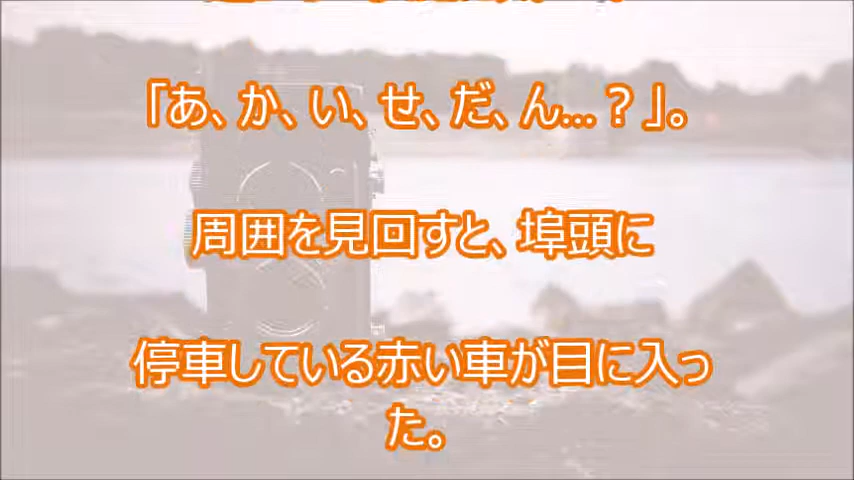 「あ、か、い、せ、だ、ん...？」。
周囲を見回すと、埠頭に
停車している赤い車が目に入っ
た。